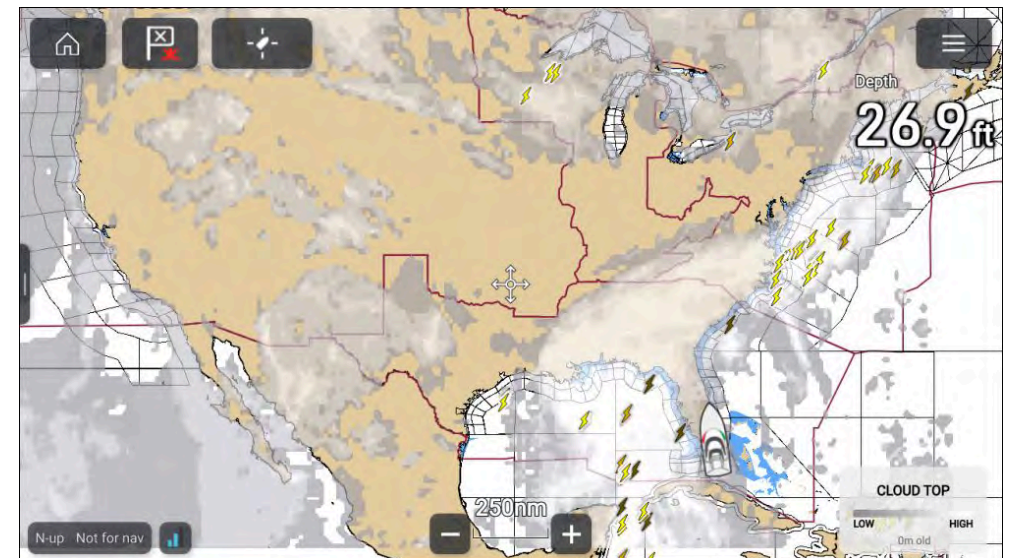 Depth
26.9 ft
250nm
CLOUD TOP
LOW HIGH
0m old
N-up Not for nav